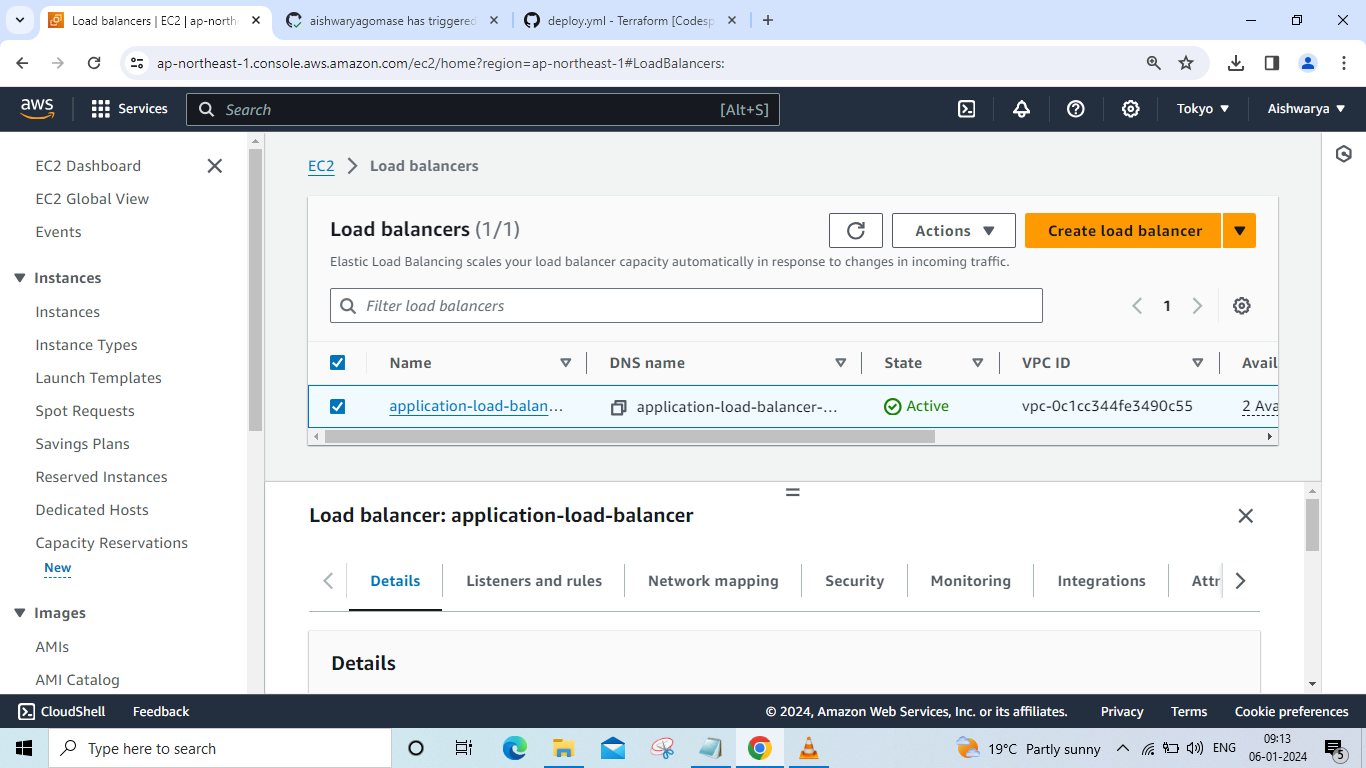 Load balancers | EC2 | ap-north
aishwaryagomase has triggered
deploy.yml - Terraform [Codesp
ap-northeast-1.console.aws.amazon.com/ec2/home?region=ap-northeast-1#LoadBalancers:
aws
Services
Search
[Alt+S]
Tokyo
Aishwarya
EC2 Dashboard
EC2 Global View
Events
Instances
Instances
Instance Types
Launch Templates
Spot Requests
Savings Plans
Reserved Instances
Dedicated Hosts
Capacity Reservations
New
Images
AMIs
AMI Catalog
EC2
Load balancers
Load balancers (1/1)
Actions
Create load balancer
Elastic Load Balancing scales your load balancer capacity automatically in response to changes in incoming traffic.
Filter load balancers
1
Name
DNS name
State
VPC ID
Avail
application-load-balan...
application-load-balancer-...
Active
vpc-0c1cc344fe3490c55
2 Ava
Load balancer: application-load-balancer
Details
Listeners and rules
Network mapping
Security
Monitoring
Integrations
Attr
Details
CloudShell
Feedback
© 2024, Amazon Web Services, Inc. or its affiliates.
Privacy
Terms
Cookie preferences
Type here to search
19°C Partly sunny
ENG
09:13
06-01-2024
5